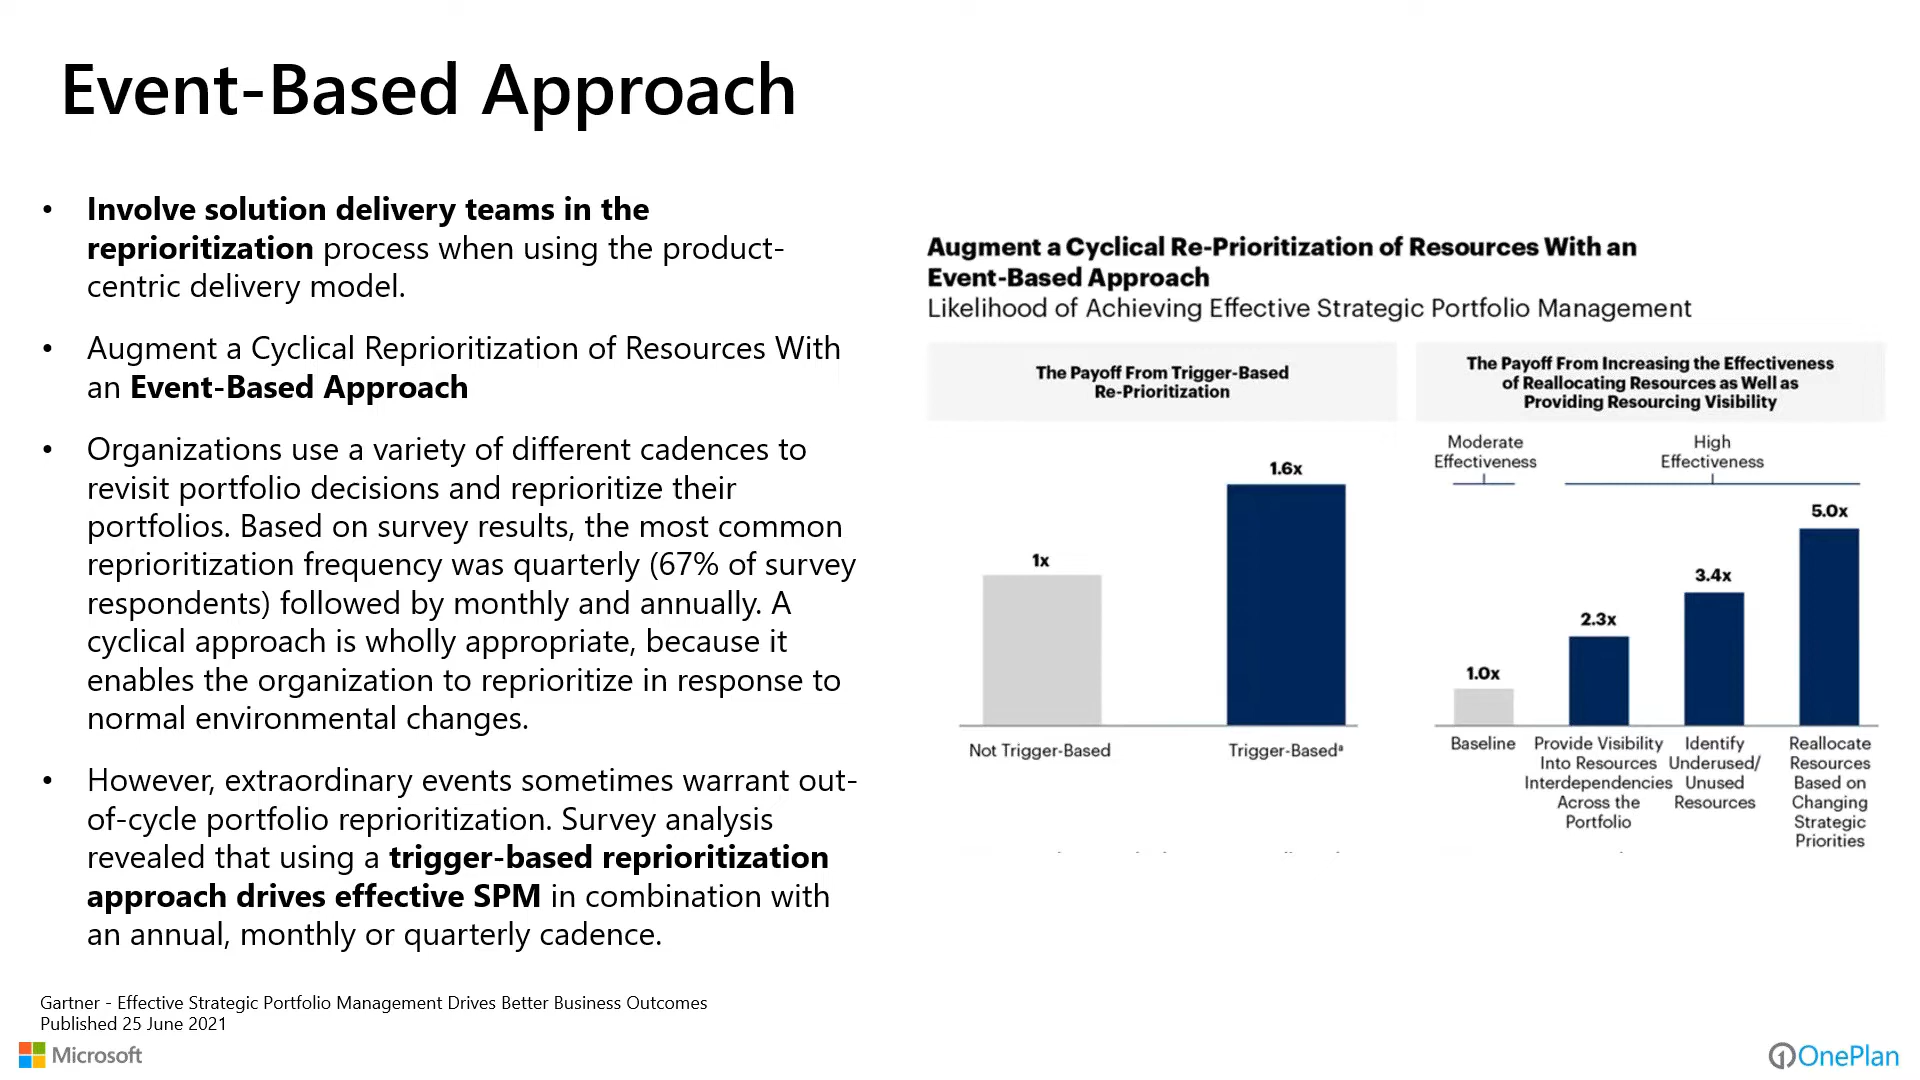 Event-Based Approach
• Involve solution delivery teams in the
reprioritization process when using the product-
centric delivery model.
• Augment a Cyclical Reprioritization of Resources With
an Event-Based Approach
• Organizations use a variety of different cadences to
revisit portfolio decisions and reprioritize their
portfolios. Based on survey results, the most common
reprioritization frequency was quarterly (67% of survey
respondents) followed by monthly and annually. A
cyclical approach is wholly appropriate, because it
enables the organization to reprioritize in response to
normal environmental changes.
• However, extraordinary events sometimes warrant out-
of-cycle portfolio reprioritization. Survey analysis
revealed that using a trigger-based reprioritization
approach drives effective SPM in combination with
an annual, monthly or quarterly cadence.
Augment a Cyclical Re-Prioritization of Resources With an
Event-Based Approach
Likelihood of Achieving Effective Strategic Portfolio Management
The Payoff From Trigger-Based
Re-Prioritization
1x
1.6x
Not Trigger-Based
Trigger-Basedᵃ
The Payoff From Increasing the Effectiveness
of Reallocating Resources as Well as
Providing Resourcing Visibility
Moderate
Effectiveness
High
Effectiveness
1.0x
2.3x
3.4x
5.0x
Baseline
Provide Visibility
Into Resources
Interdependencies
Across the
Portfolio
Identify
Underused/
Unused
Resources
Reallocate
Resources
Based on
Changing
Strategic
Priorities
Gartner - Effective Strategic Portfolio Management Drives Better Business Outcomes
Published 25 June 2021
Microsoft
OnePlan